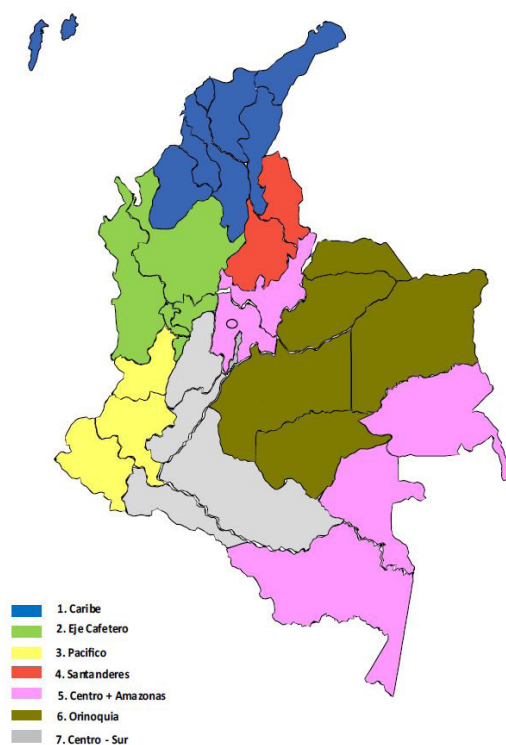 1. Caribe
2. Eje Cafetero
3. Pacifico
4. Santanderes
5. Centro + Amazonas
6. Orinoquia
7. Centro - Sur